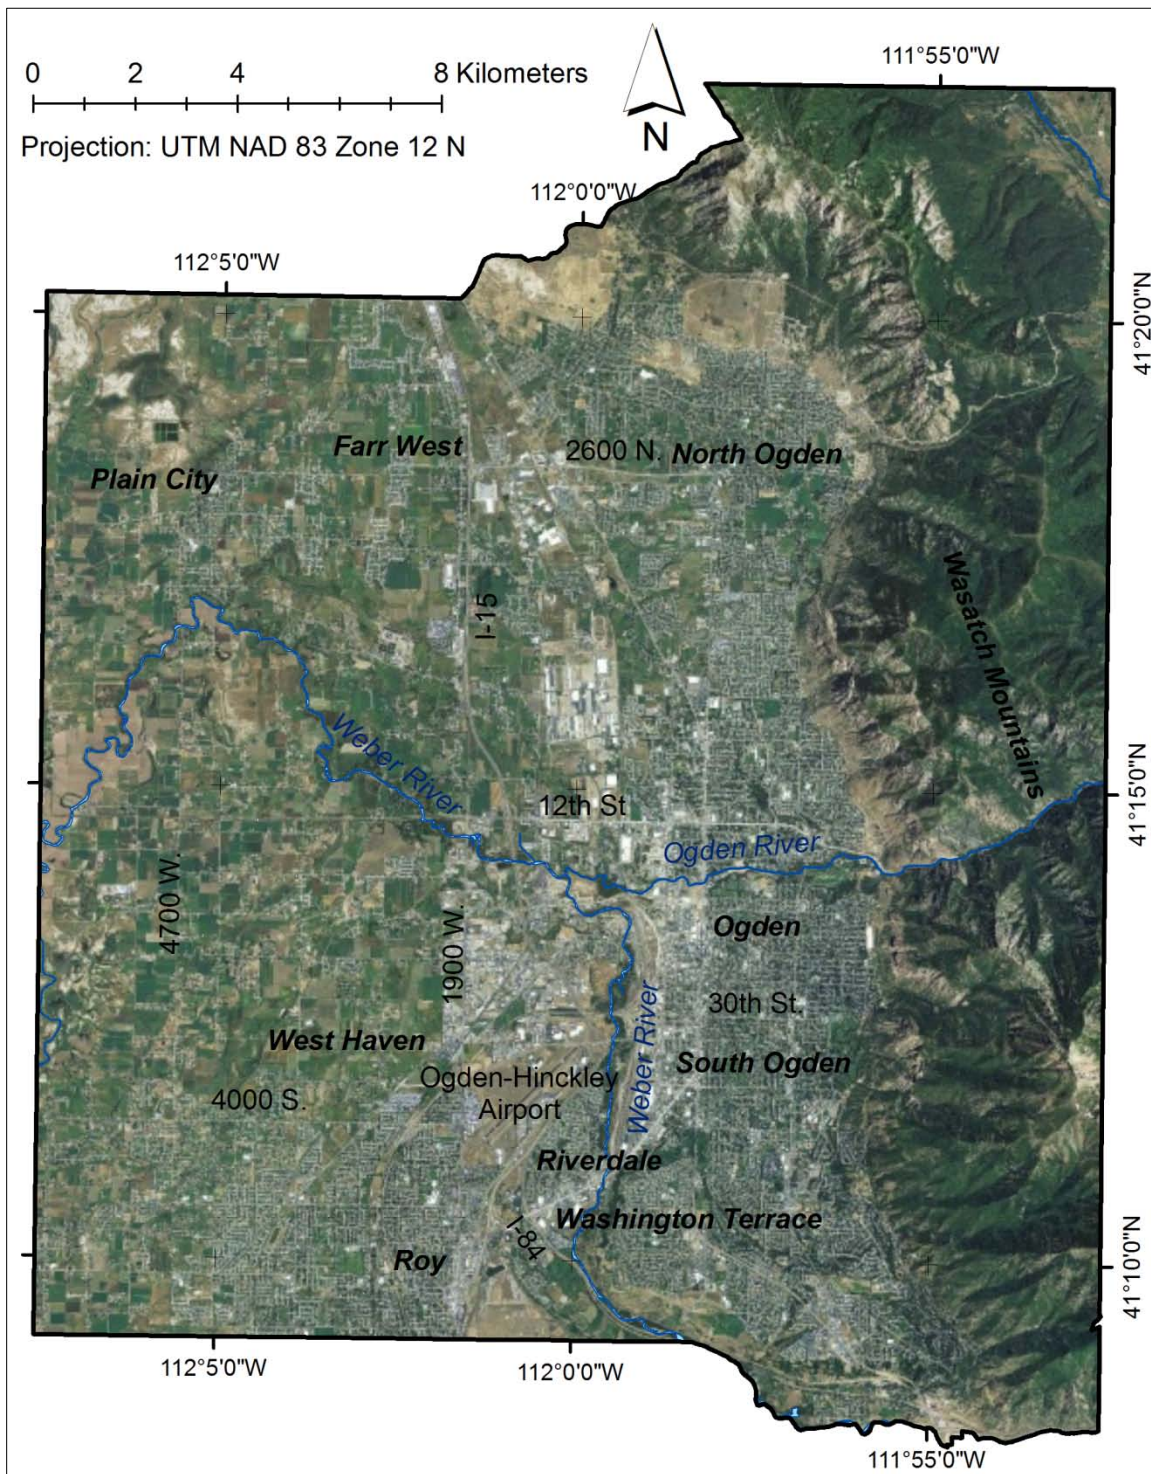 0 2 4 8 Kilometers
Projection: UTM NAD 83 Zone 12 N
N
111°55'0"W
112°0'0"W
112°5'0"W
41°20'0"N
Farr West
2600 N.
North Ogden
Plain City
Wasatch Mountains
I-15
Weber River
41°15'0"N
12th St
Ogden River
4700 W.
1900 W.
Ogden
30th St.
Weber River
West Haven
South Ogden
Ogden-Hinckley
Airport
4000 S.
Riverdale
Washington Terrace
I-84
Roy
41°10'0"N
112°5'0"W
112°0'0"W
111°55'0"W